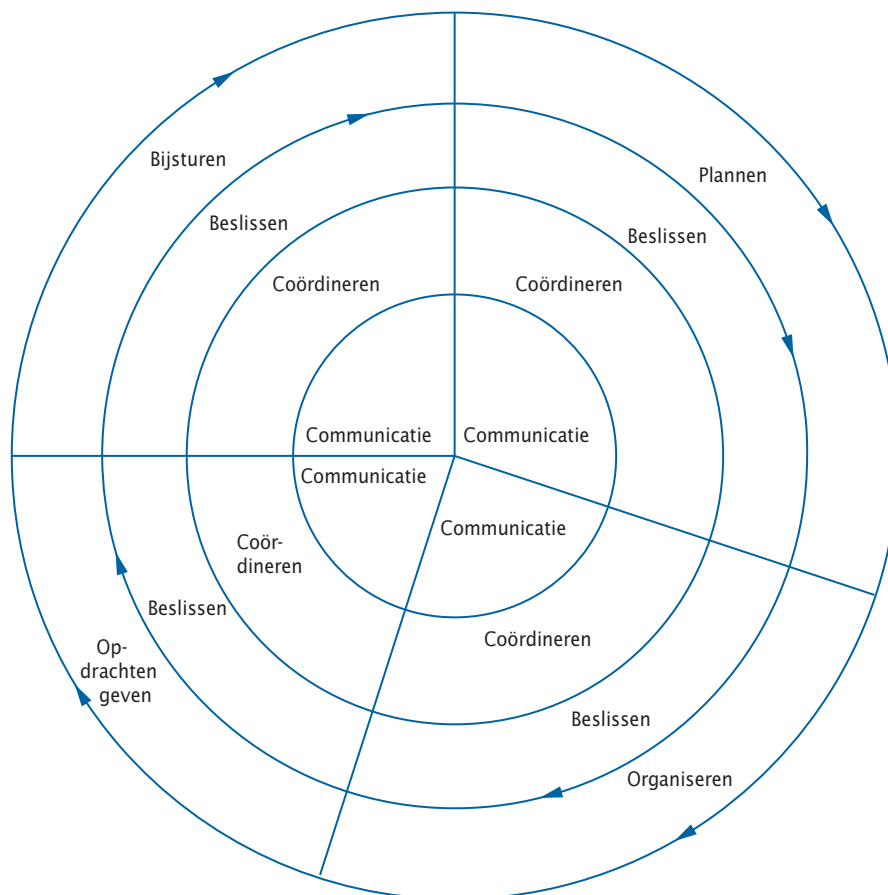 Bijsturen
Plannen
Beslissen
Beslissen
Coördineren
Coördineren
Communicatie
Communicatie
Communicatie
Communicatie
Coör-
dineren
Beslissen
Coördineren
Op-
drachten
geven
Beslissen
Organiseren